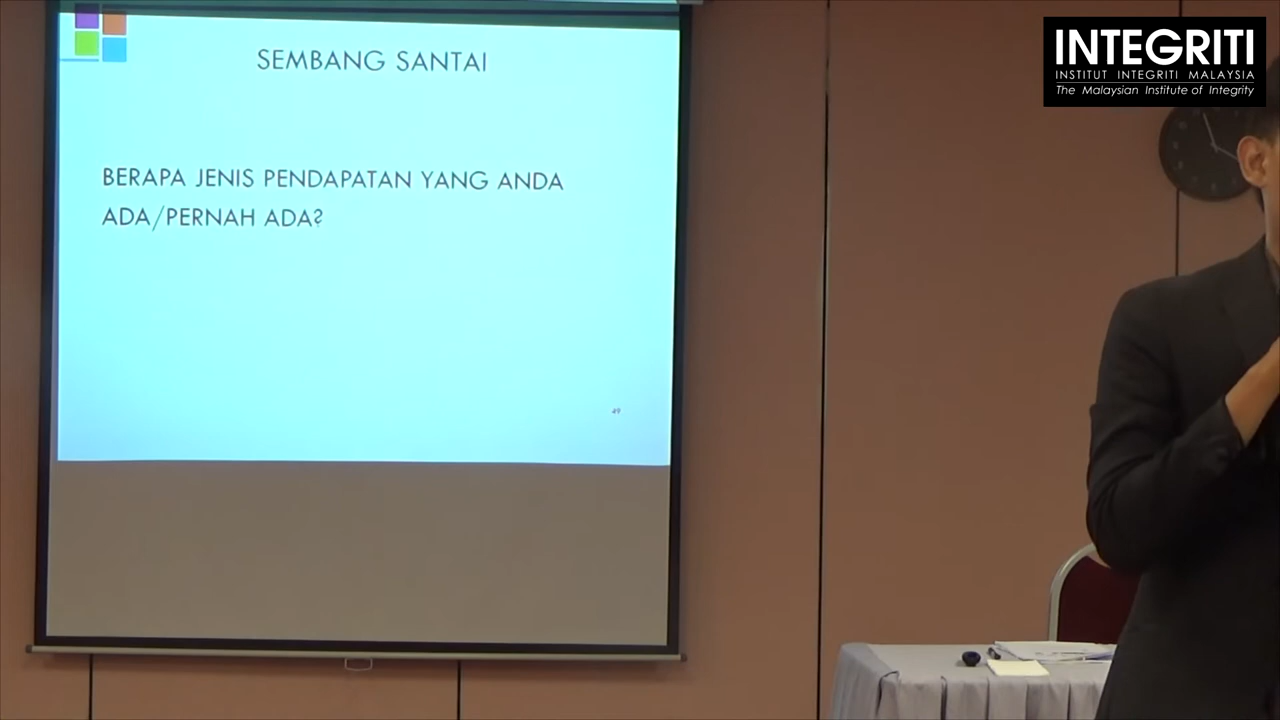 SEMBANG SANTAI
BERAPA JENIS PENDAPATAN YANG ANDA
ADA/PERNAH ADA?
49
INTEGRITI
INSTITUT INTEGRITI MALAYSIA
The Malaysian Institute of Integrity